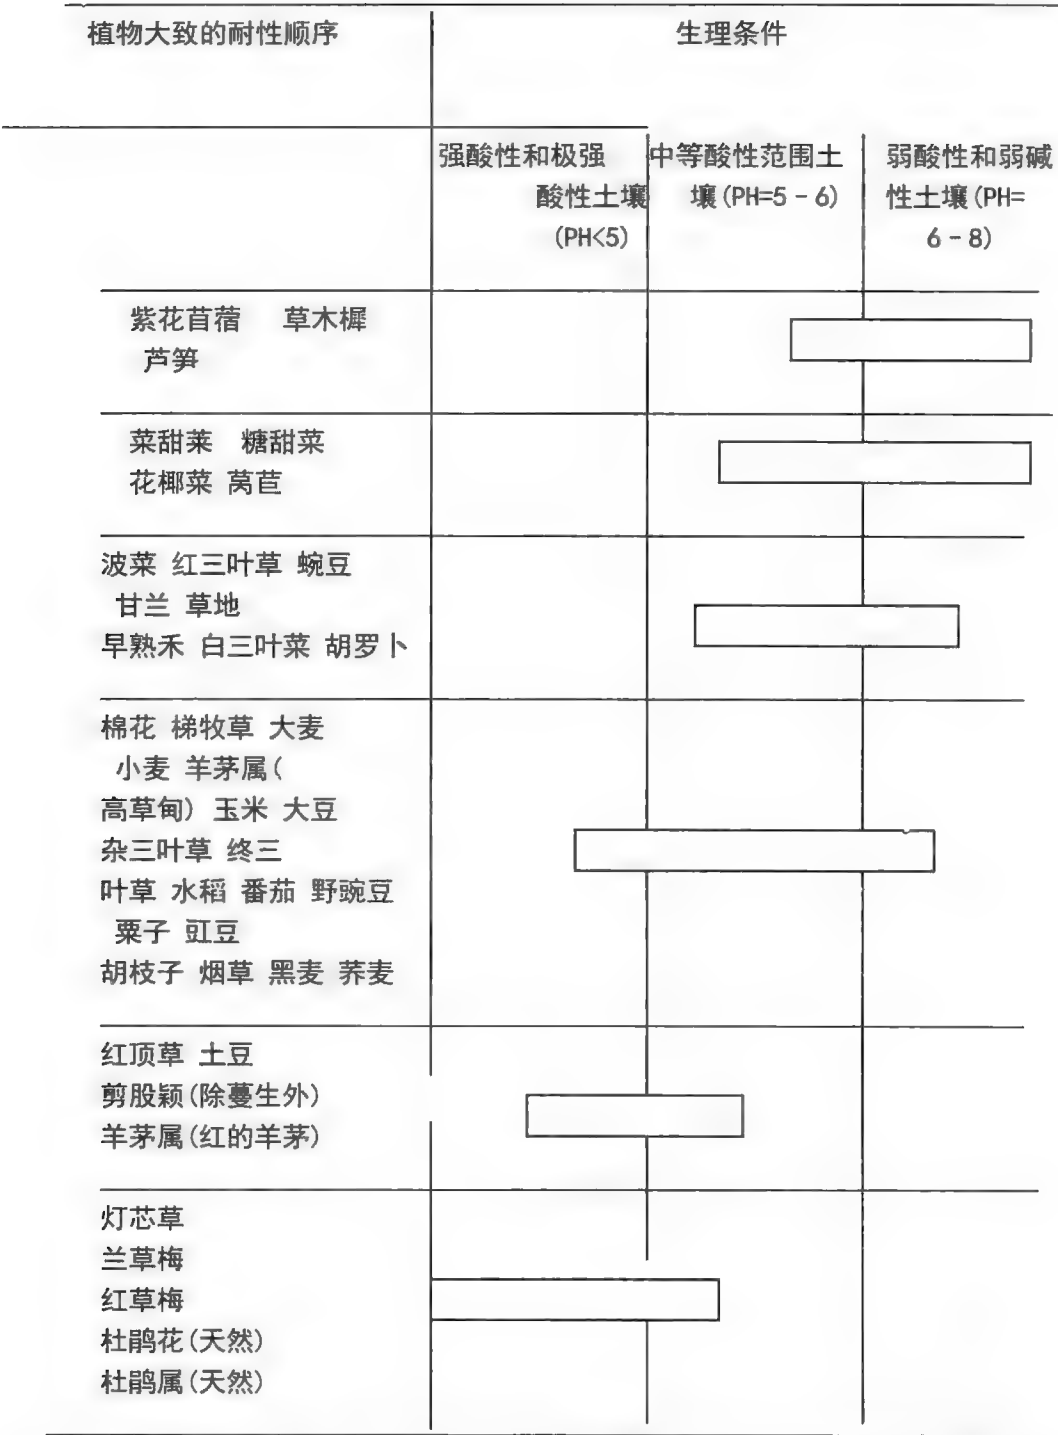 植物大致的耐性顺序 生理条件
强酸性和极强 中等酸性范围土 弱酸性和弱碱
酸性土壤 壤(PH=5-6) 性土壤(PH=
(PH<5) 6-8)
紫花苜蓿 草木樨
芦笋
菜甜莱 糖甜菜
花椰菜 莴苣
波菜 红三叶草 蜿豆
甘兰 草地
早熟禾 白三叶菜 胡罗卜
棉花 梯牧草 大麦
小麦 羊茅属(
高草甸) 玉米 大豆
杂三叶草 终三
叶草 水稻 番茄 野豌豆
粟子 豇豆
胡枝子 烟草 黑麦 荞麦
红顶草 土豆
剪股颖(除蔓生外)
羊茅属(红的羊茅)
灯芯草
兰草梅
红草梅
杜鹃花(天然)
杜鹃属(天然)